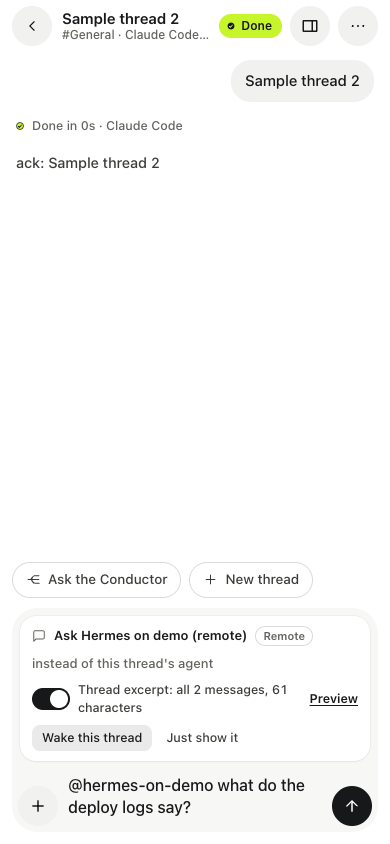 Sample thread 2
#General · Claude Code...
Done
Sample thread 2
Done in 0s · Claude Code
ack: Sample thread 2
Ask the Conductor
New thread
Ask Hermes on demo (remote)
Remote
instead of this thread's agent
Thread excerpt: all 2 messages, 61
characters
Preview
Wake this thread
Just show it
@hermes-on-demo what do the
deploy logs say?